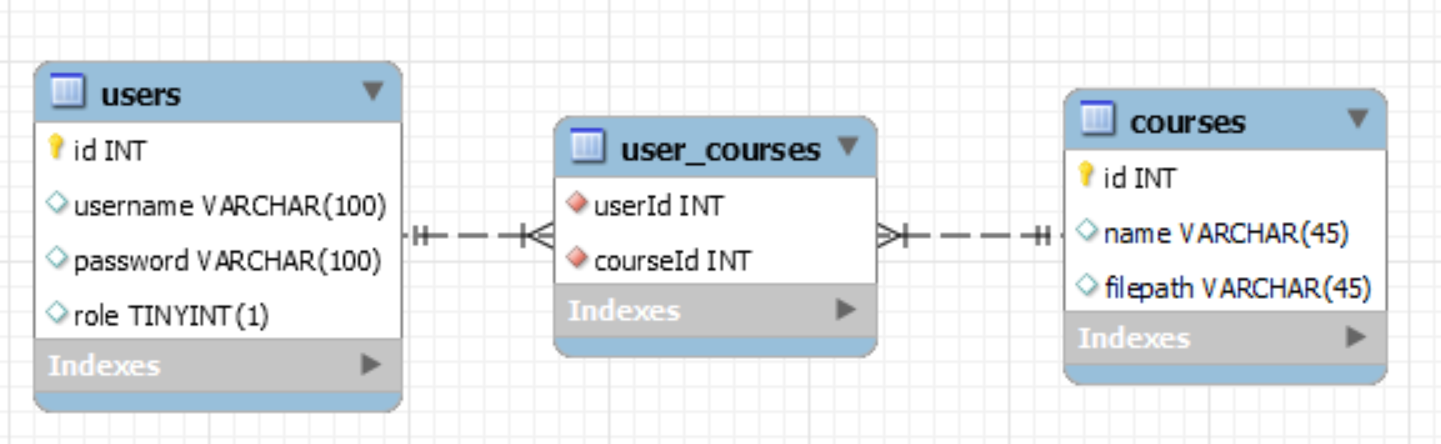 users
id INT
username VARCHAR(100)
password VARCHAR(100)
role TINYINT(1)
Indexes
user_courses
userId INT
courseId INT
Indexes
courses
id INT
name VARCHAR(45)
filepath VARCHAR(45)
Indexes